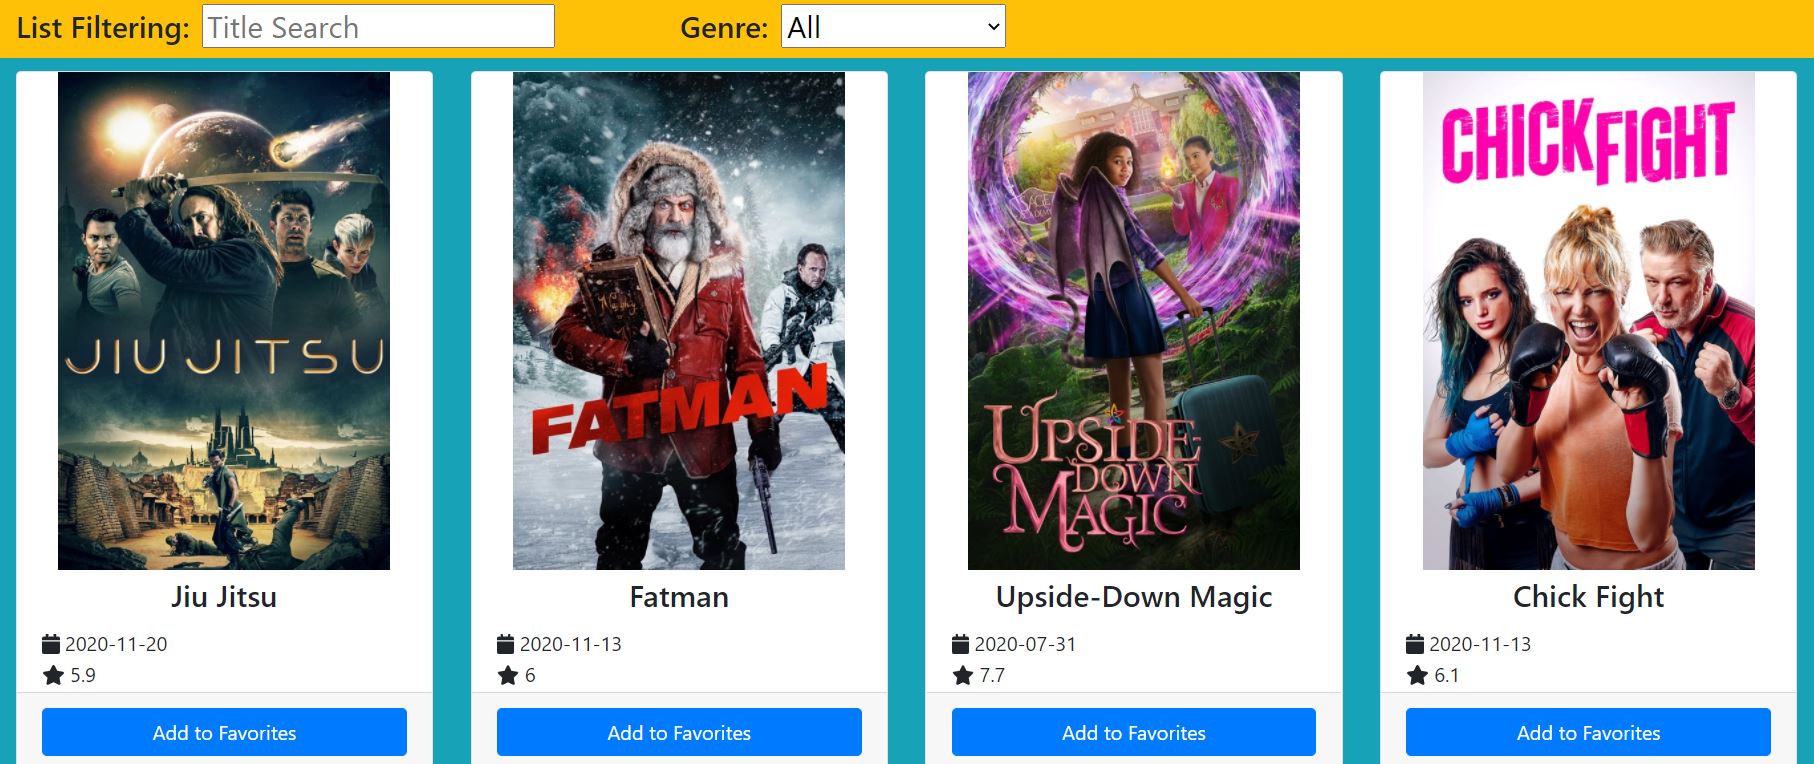 List Filtering: Title Search Genre: All
JIU JITSU
Jiu Jitsu
2020-11-20
5.9
Add to Favorites
Naughty
FATMAN
Fatman
2020-11-13
6
Add to Favorites
UPSIDE-
DOWN
MAGIC
Upside-Down Magic
2020-07-31
7.7
Add to Favorites
CHICK FIGHT
Chick Fight
2020-11-13
6.1
Add to Favorites